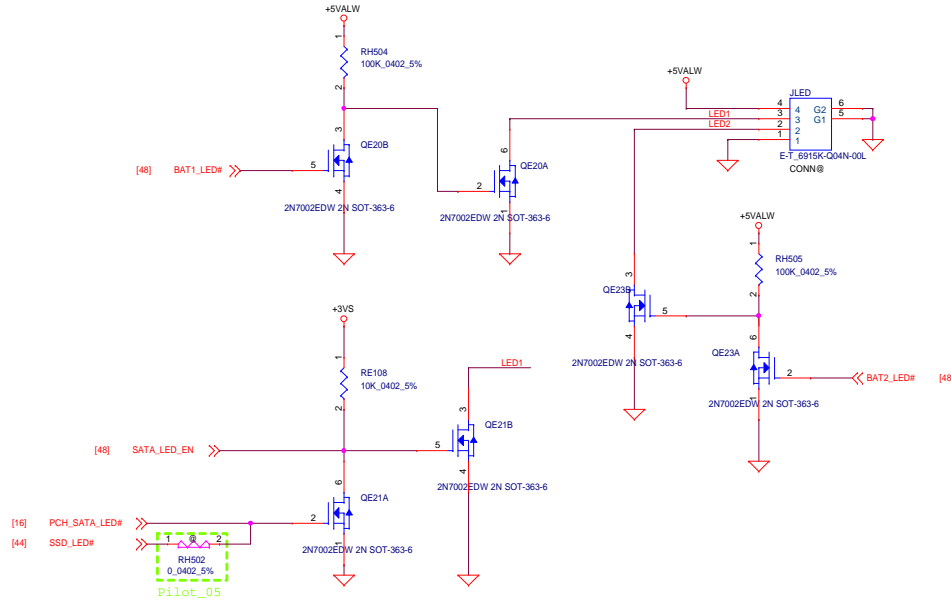 +5VALW
1
RH504
100K_0402_5%
2
3
QE20B
[48] BAT1_LED# 5
4
2N7002EDW 2N SOT-363-6
6
QE20A
2
1
2N7002EDW 2N SOT-363-6
+5VALW
JLED
4 4 G2 6
LED1 3 3 G1 5
LED2 2 2
1 1
E-T_6915K-Q04N-00L
CONN@
+5VALW
1
RH505
100K_0402_5%
2
3
QE23B
5
4
2N7002EDW 2N SOT-363-6
6
QE23A
2 BAT2_LED# [48
1
2N7002EDW 2N SOT-363-6
+3VS
1
RE108
10K_0402_5%
2
LED1
3
QE21B
[48] SATA_LED_EN 5
4
2N7002EDW 2N SOT-363-6
6
QE21A
[16] PCH_SATA_LED# 2
1
2N7002EDW 2N SOT-363-6
[44] SSD_LED# 1 @ 2
RH502
0_0402_5%
Pilot_05